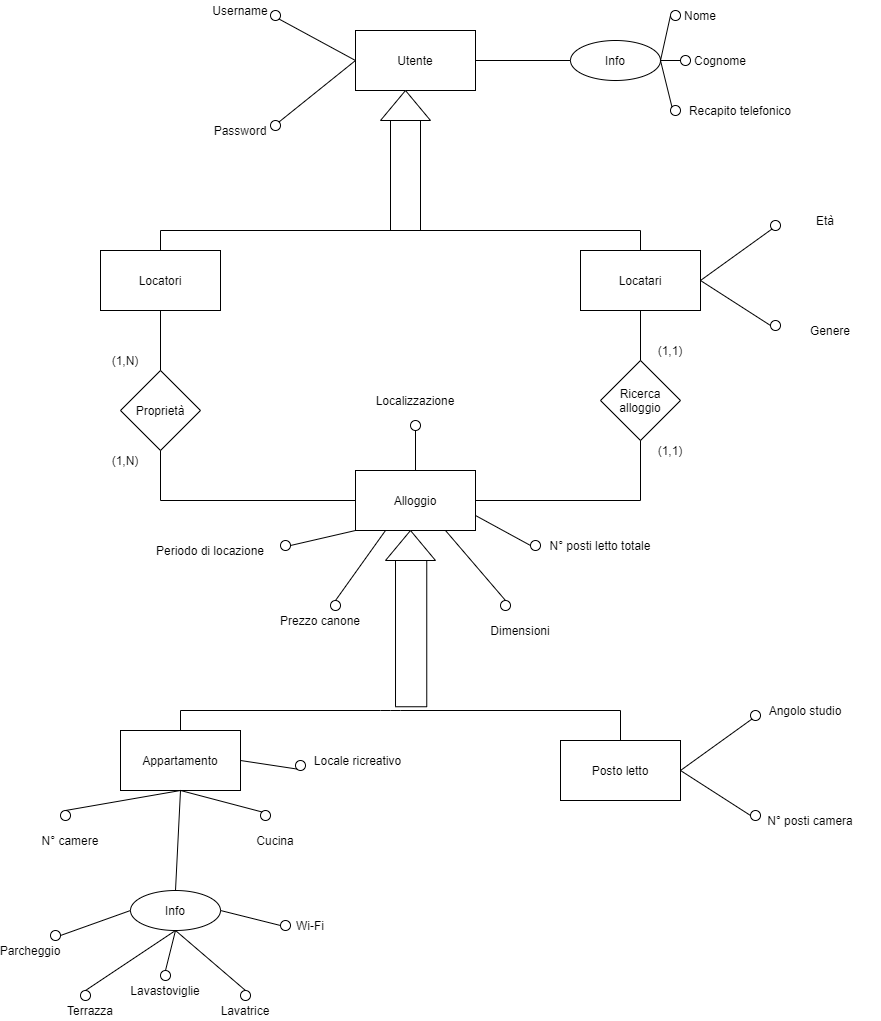 Username
Nome
Utente
Info
Cognome
Password
Recapito telefonico
Età
Locatori
Locatari
Genere
(1,N)
(1,1)
Proprietà
Ricerca
alloggio
Localizzazione
(1,N)
(1,1)
Alloggio
Periodo di locazione
N° posti letto totale
Prezzo canone
Dimensioni
Angolo studio
Appartamento
Locale ricreativo
Posto letto
N° camere
Cucina
N° posti camera
Info
Wi-Fi
Parcheggio
Lavastoviglie
Terrazza
Lavatrice